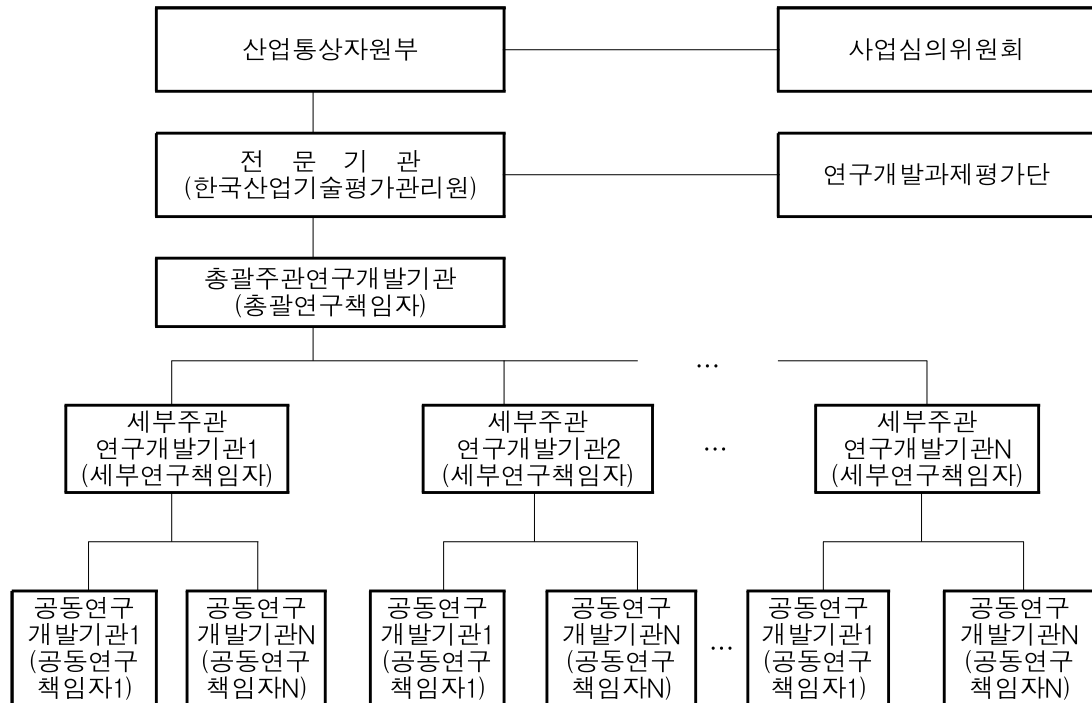 산업통상자원부
사업심의위원회
전 문 기 관
(한국산업기술평가관리원)
연구개발과제평가단
총괄주관연구개발기관
(총괄연구책임자)
...
세부주관
연구개발기관1
(세부연구책임자)
세부주관
연구개발기관2
(세부연구책임자)
...
세부주관
연구개발기관N
(세부연구책임자)
공동연구
개발기관1
(공동연구
책임자1)
공동연구
개발기관N
(공동연구
책임자N)
공동연구
개발기관1
(공동연구
책임자1)
공동연구
개발기관N
(공동연구
책임자N)
...
공동연구
개발기관1
(공동연구
책임자1)
공동연구
개발기관N
(공동연구
책임자N)